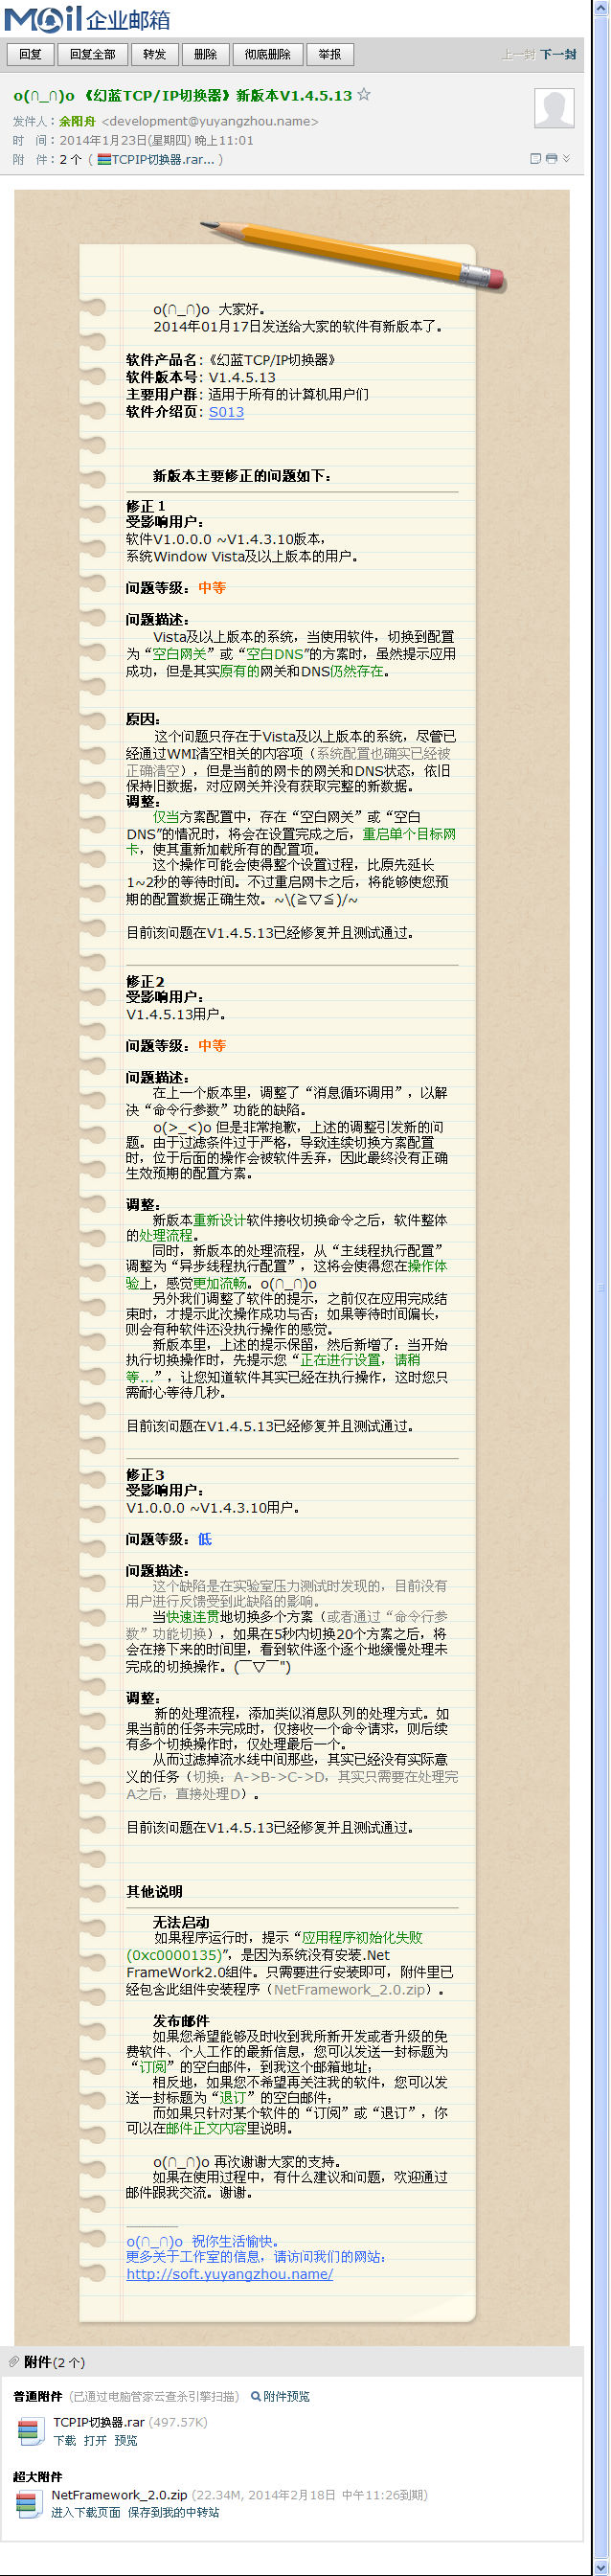 Mail 企业邮箱
回复 回复全部 转发 删除 彻底删除 举报 上一封 下一封
o(∩_∩)o 《幻蓝TCP/IP切换器》新版本V1.4.5.13 ☆
发件人：余图舟 <development@yuyangzhou.name>
时 间：2014年1月23日(星期四) 晚上11:01
附 件：2 个 ( TCPIP切换器.rar... )
o(∩_∩)o 大家好。
2014年01月17日发送给大家的软件有新版本了。
软件产品名：《幻蓝TCP/IP切换器》
软件版本号：V1.4.5.13
主要用户群：适用于所有的计算机用户们
软件介绍页：S013
新版本主要修正的问题如下：
修正１
受影响用户：
软件V1.0.0.0 ~V1.4.3.10版本，
系统Window Vista及以上版本的用户。
问题等级：中等
问题描述：
Vista及以上版本的系统，当使用软件，切换到配置
为“空白网关”或“空白DNS”的方案时，虽然提示应用
成功，但是其实原有的网关和DNS仍然存在。
原因：
这个问题只存在于Vista及以上版本的系统，尽管已
经通过WMI清空相关的内容项（系统配置也确实已经被
正确清空），但是当前的网卡的网关和DNS状态，依旧
保持旧数据，对应网关并没有获取完整的新数据。
调整：
仅当方案配置中，存在“空白网关”或“空白
DNS”的情况时，将会在设置完成之后，重启单个目标网
卡，使其重新加载所有的配置项。
这个操作可能会使得整个设置过程，比原先延长
1~2秒的等待时间。不过重启网卡之后，将能够使您预
期的配置数据正确生效。~\(≧▽≦)/~
目前该问题在V1.4.5.13已经修复并且测试通过。
修正2
受影响用户：
V1.4.5.13用户。
问题等级：中等
问题描述：
在上一个版本里，调整了“消息循环调用”，以解
决“命令行参数”功能的缺陷。
o(>_<)o 但是非常抱歉，上述的调整引发新的问
题。由于过滤条件过于严格，导致连续切换方案配置
时，位于后面的操作会被软件丢弃，因此最终没有正确
生效预期的配置方案。
调整：
新版本重新设计软件接收切换命令之后，软件整体
的处理流程。
同时，新版本的处理流程，从“主线程执行配置”
调整为“异步线程执行配置”，这将会使得您在操作体
验上，感觉更加流畅。o(∩_∩)o
另外我们调整了软件的提示，之前仅在应用完成结
束时，才提示此次操作成功与否；如果等待时间偏长，
则会有种软件还没执行操作的感觉。
新版本里，上述的提示保留，然后新增了：当开始
执行切换操作时，先提示您“正在进行设置，请稍
等...”，让您知道软件其实已经在执行操作，这时您只
需耐心等待几秒。
目前该问题在V1.4.5.13已经修复并且测试通过。
修正3
受影响用户：
V1.0.0.0 ~V1.4.3.10用户。
问题等级：低
问题描述：
这个缺陷是在实验室压力测试时发现的，目前没有
用户进行反馈受到此缺陷的影响。
当快速连贯地切换多个方案（或者通过“命令行参
数”功能切换），如果在5秒内切换20个方案之后，将
会在接下来的时间里，看到软件逐个逐个地缓慢处理未
完成的切换操作。(￣▽￣")
调整：
新的处理流程，添加类似消息队列的处理方式。如
果当前的任务未完成时，仅接收一个命令请求，则后续
有多个切换操作时，仅处理最后一个。
从而过滤掉流水线中间那些，其实已经没有实际意
义的任务（切换：A->B->C->D，其实只需要在处理完
A之后，直接处理D）。
目前该问题在V1.4.5.13已经修复并且测试通过。
其他说明
无法启动
如果程序运行时，提示“应用程序初始化失败
(0xc0000135)”，是因为系统没有安装.Net
FrameWork2.0组件。只需要进行安装即可，附件里已
经包含此组件安装程序（NetFramework_2.0.zip）。
发布邮件
如果您希望能够及时收到我所新开发或者升级的免
费软件、个人工作的最新信息，您可以发送一封标题为
“订阅”的空白邮件，到我这个邮箱地址；
相反地，如果您不希望再关注我的软件，您可以发
送一封标题为“退订”的空白邮件；
而如果只针对某个软件的“订阅”或“退订”，你
可以在邮件正文内容里说明。
o(∩_∩)o 再次谢谢大家的支持。
如果在使用过程中，有什么建议和问题，欢迎通过
邮件跟我交流。谢谢。
o(∩_∩)o 祝你生活愉快。
更多关于工作室的信息，请访问我们的网站：
http://soft.yuyangzhou.name/
附件(2 个)
普通附件 (已通过电脑管家云查杀引擎扫描) 附件预览
TCPIP切换器.rar (497.57K)
下载 打开 预览
超大附件
NetFramework_2.0.zip (22.34M, 2014年2月18日 中午11:26到期)
进入下载页面 保存到我的中转站